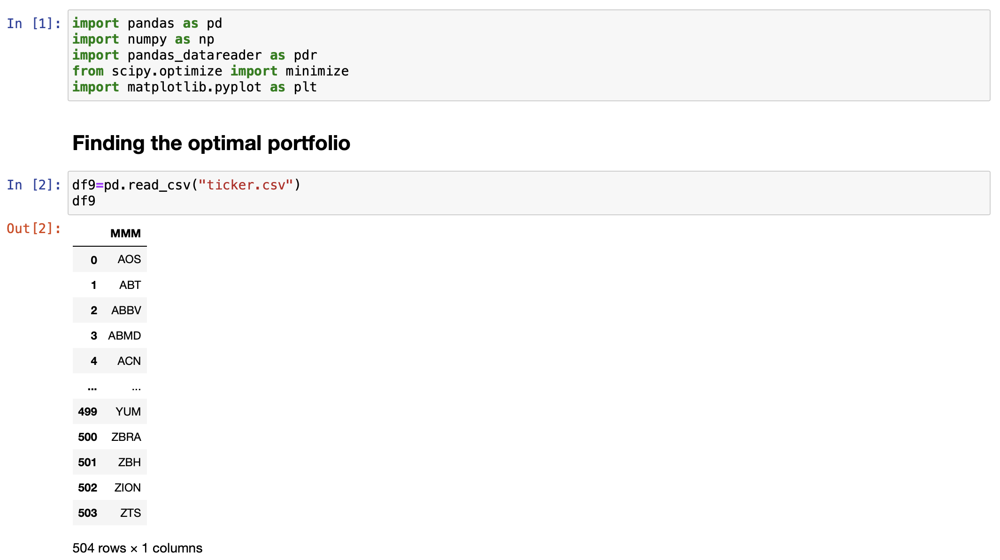 In [1]: import pandas as pd
import numpy as np
import pandas_datareader as pdr
from scipy.optimize import minimize
import matplotlib.pyplot as plt
Finding the optimal portfolio
In [2]: df9=pd.read_csv("ticker.csv")
df9
Out[2]:
MMM
0 AOS
1 ABT
2 ABBV
3 ABMD
4 ACN
... ...
499 YUM
500 ZBRA
501 ZBH
502 ZION
503 ZTS
504 rows × 1 columns